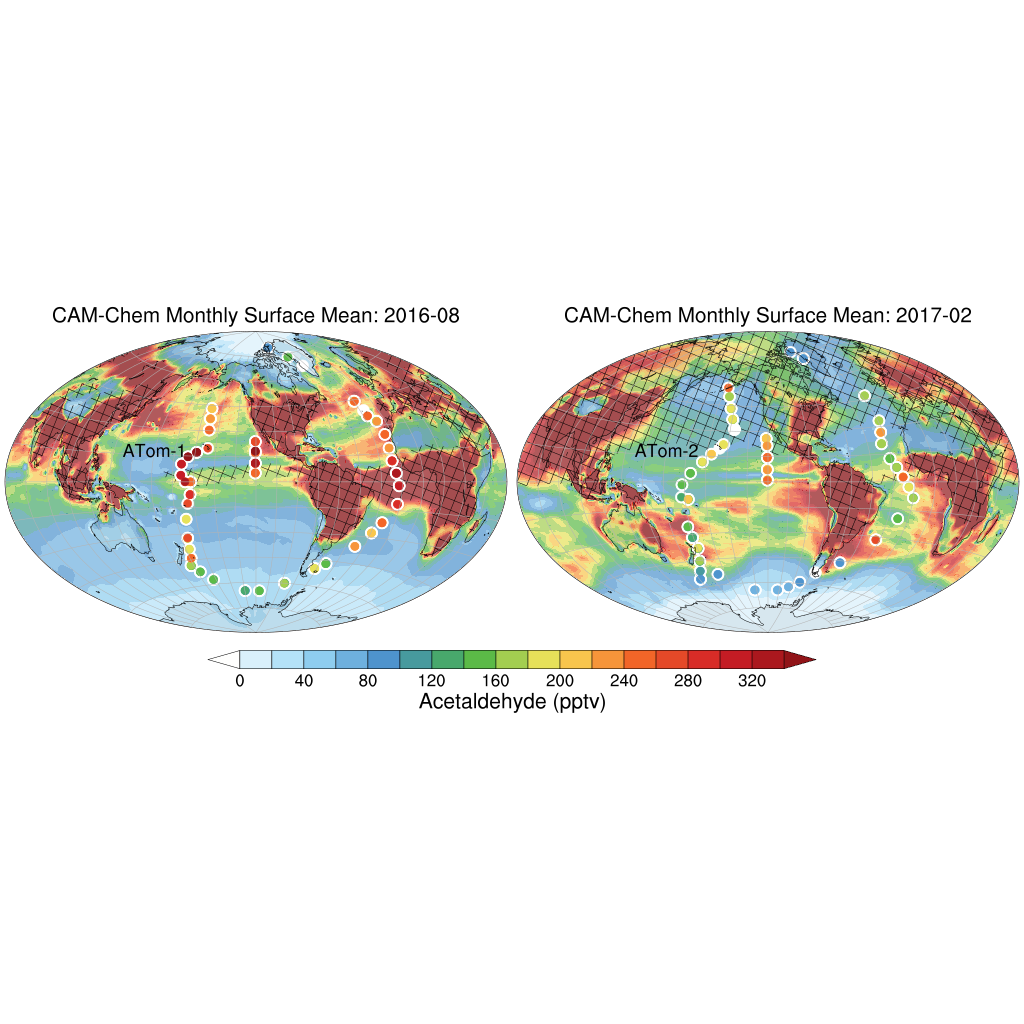 CAM-Chem Monthly Surface Mean: 2016-08
CAM-Chem Monthly Surface Mean: 2017-02
ATom-1
ATom-2
0 40 80 120 160 200 240 280 320
Acetaldehyde (pptv)